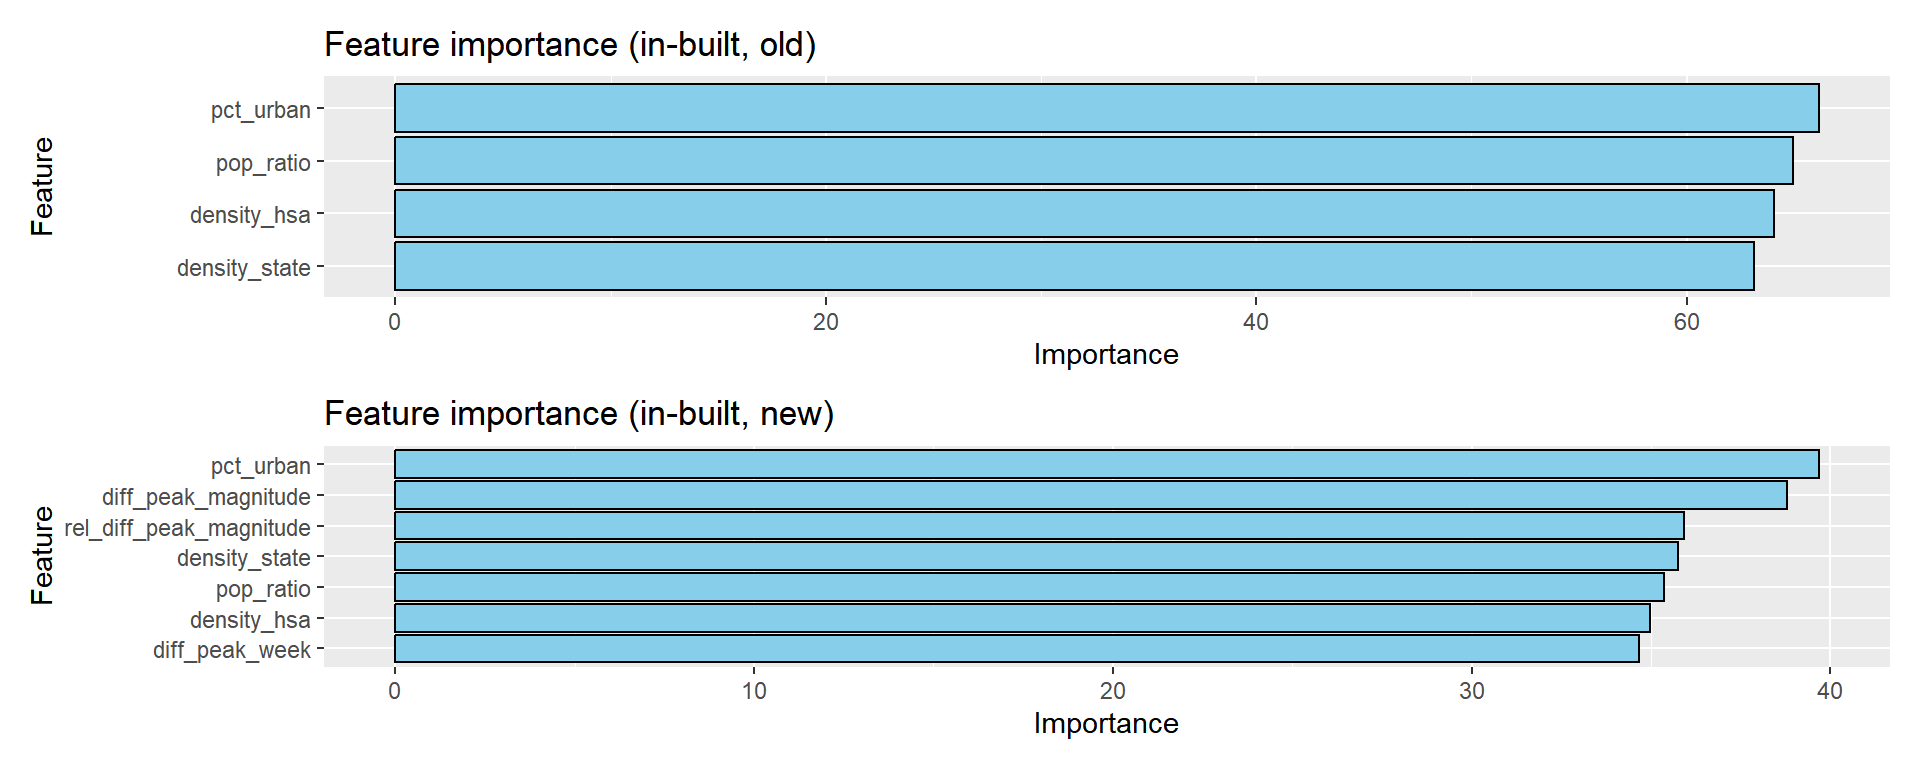 Feature importance (in-built, old)
Feature
pct_urban
pop_ratio
density_hsa
density_state
0 20 40 60
Importance
Feature importance (in-built, new)
Feature
pct_urban
diff_peak_magnitude
rel_diff_peak_magnitude
density_state
pop_ratio
density_hsa
diff_peak_week
0 10 20 30 40
Importance